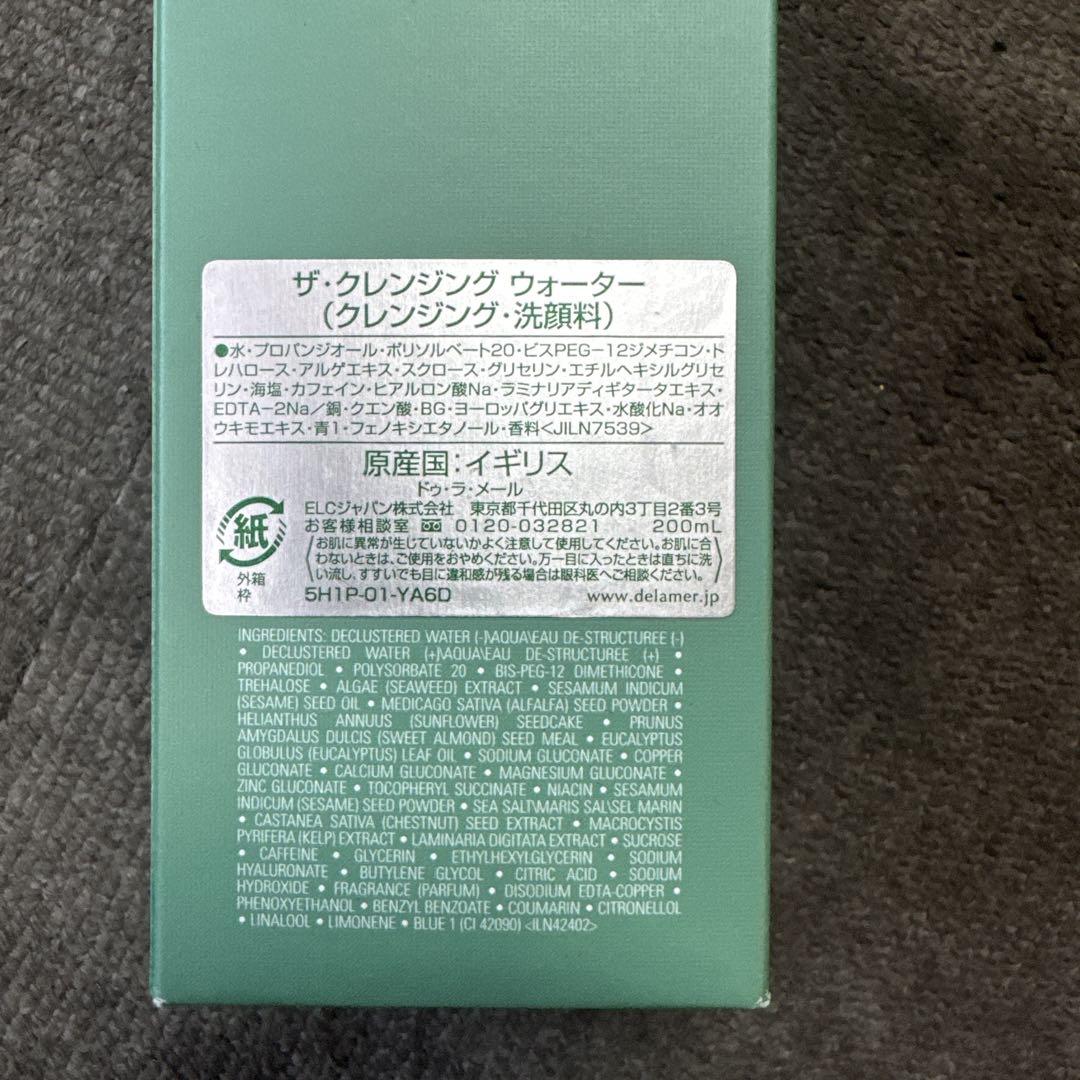 ザ・クレンジング ウォーター
(クレンジング・洗顔料)
●水・プロパンジオール・ポリソルベート20・ビスPEG-12ジメチコン・ト
レハロース・アルゲエキス・スクロース・グリセリン・エチルヘキシルグリセ
リン・海塩・カフェイン・ヒアルロン酸Na・ラミナリアディギタータエキス・
EDTA-2Na/銅・クエン酸・BG・ヨーロッパグリエキス・水酸化Na・オオ
ウキモエキス・青1・フェノキシエタノール・香料<JILN7539>
原産国:イギリス
ドゥ・ラ・メール
ELCジャパン株式会社 東京都千代田区丸の内3丁目2番3号
お客様相談室 0120-032821 200mL
お肌に異常が生じていないかよく注意して使用してください。お肌に合
わないときは、ご使用をおやめください。万一目に入ったときは直ちに洗
い流し、すすいでも目に違和感が残る場合は眼科医へご相談ください。
紙
外箱
枠
5H1P-01-YA6D www.delamer.jp
INGREDIENTS: DECLUSTERED WATER (-)\AQUA\EAU DE-STRUCTUREE (-)
• DECLUSTERED WATER (+)\AQUA\EAU DE-STRUCTUREE (+) •
PROPANEDIOL • POLYSORBATE 20 • BIS-PEG-12 DIMETHICONE •
TREHALOSE • ALGAE (SEAWEED) EXTRACT • SESAMUM INDICUM
(SESAME) SEED OIL • MEDICAGO SATIVA (ALFALFA) SEED POWDER •
HELIANTHUS ANNUUS (SUNFLOWER) SEEDCAKE • PRUNUS
AMYGDALUS DULCIS (SWEET ALMOND) SEED MEAL • EUCALYPTUS
GLOBULUS (EUCALYPTUS) LEAF OIL • SODIUM GLUCONATE • COPPER
GLUCONATE • CALCIUM GLUCONATE • MAGNESIUM GLUCONATE •
ZINC GLUCONATE • TOCOPHERYL SUCCINATE • NIACIN • SESAMUM
INDICUM (SESAME) SEED POWDER • SEA SALT\MARIS SAL\SEL MARIN
• CASTANEA SATIVA (CHESTNUT) SEED EXTRACT • MACROCYSTIS
PYRIFERA (KELP) EXTRACT • LAMINARIA DIGITATA EXTRACT • SUCROSE
• CAFFEINE • GLYCERIN • ETHYLHEXYLGLYCERIN • SODIUM
HYALURONATE • BUTYLENE GLYCOL • CITRIC ACID • SODIUM
HYDROXIDE • FRAGRANCE (PARFUM) • DISODIUM EDTA-COPPER •
PHENOXYETHANOL • BENZYL BENZOATE • COUMARIN • CITRONELLOL
• LINALOOL • LIMONENE • BLUE 1 (CI 42090) <ILN42402>